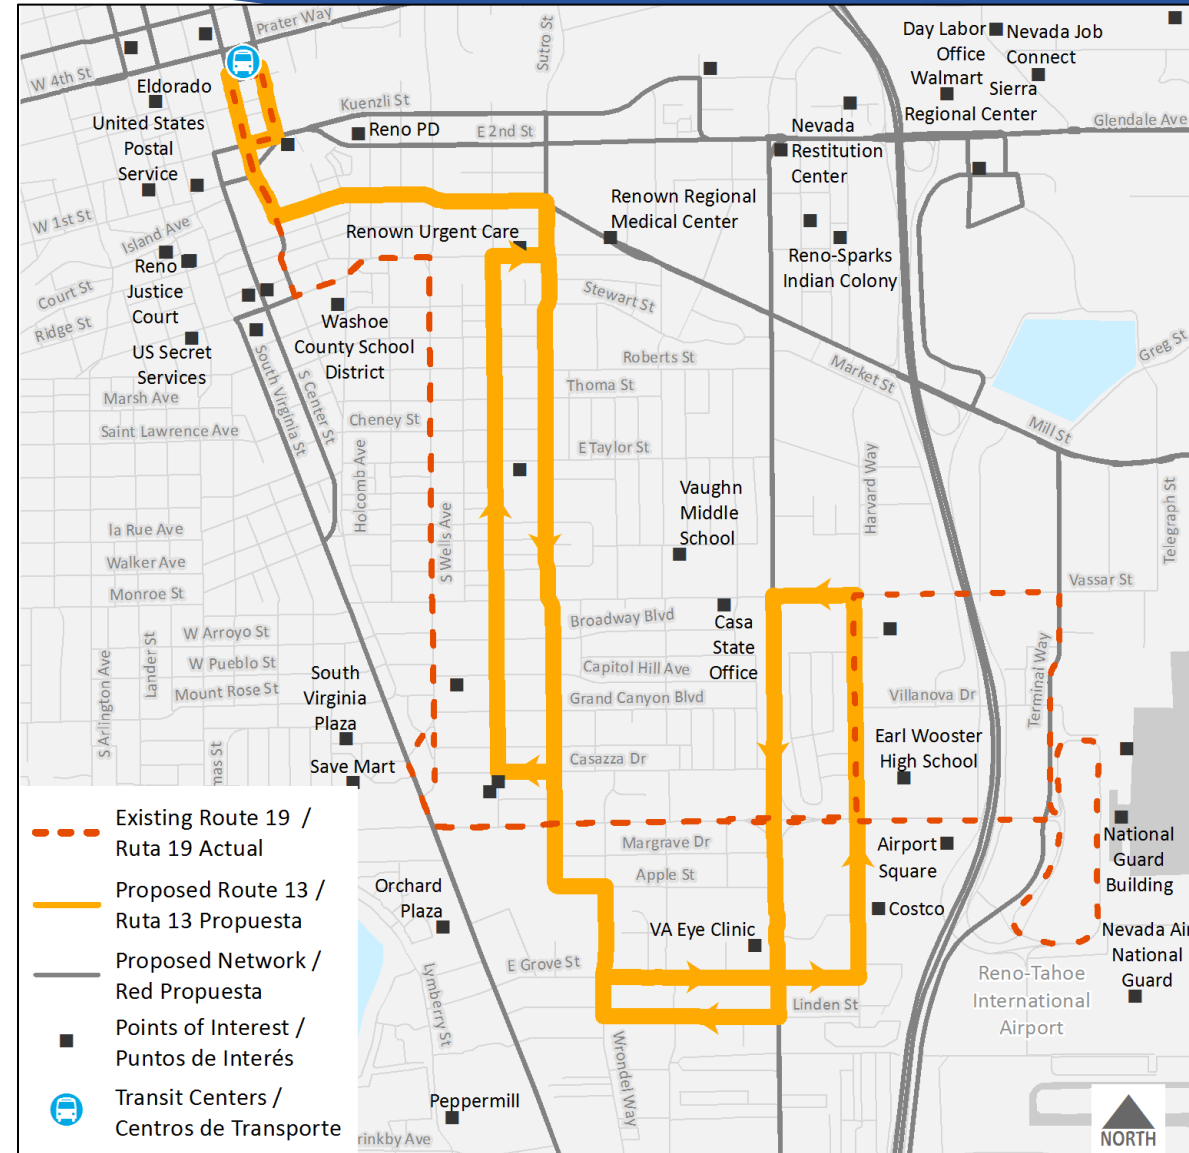 Prater Way
Sutro St
Day Labor
Office
Nevada Job
Connect
W 4th St
Walmart
Sierra
Regional Center
Eldorado
Kuenzli St
Glendale Ave
United States
Postal
Service
Reno PD
E 2nd St
Nevada
Restitution
Center
Renown Regional
Medical Center
W 1st St
Island Ave
Renown Urgent Care
Reno-Sparks
Indian Colony
Reno
Justice
Court
Court St
Stewart St
Ridge St
Washoe
County School
District
US Secret
Services
Greg St
Roberts St
South Virginia St
S Center St
Market St
Thoma St
Marsh Ave
Cheney St
Saint Lawrence Ave
Mill St
E Taylor St
Holcomb Ave
Harvard Way
Vaughn
Middle
School
la Rue Ave
S Wells Ave
Telegraph St
Walker Ave
Vassar St
Monroe St
Broadway Blvd
Casa
State
Office
W Arroyo St
Lander St
W Pueblo St
Capitol Hill Ave
Terminal Way
S Arlington Ave
South
Virginia
Plaza
Mount Rose St
Grand Canyon Blvd
Villanova Dr
Earl Wooster
High School
Casazza Dr
mas St
Save Mart
Existing Route 19 /
Ruta 19 Actual
Margrave Dr
Airport
Square
National
Guard
Building
Apple St
Orchard
Plaza
Proposed Route 13 /
Ruta 13 Propuesta
Costco
VA Eye Clinic
Nevada Air
National
Guard
Proposed Network /
Red Propuesta
E Grove St
Reno-Tahoe
International
Airport
Lymberry St
Linden St
Points of Interest /
Puntos de Interés
Wrondel Way
Transit Centers /
Centros de Transporte
Peppermill
rinkby Ave
NORTH